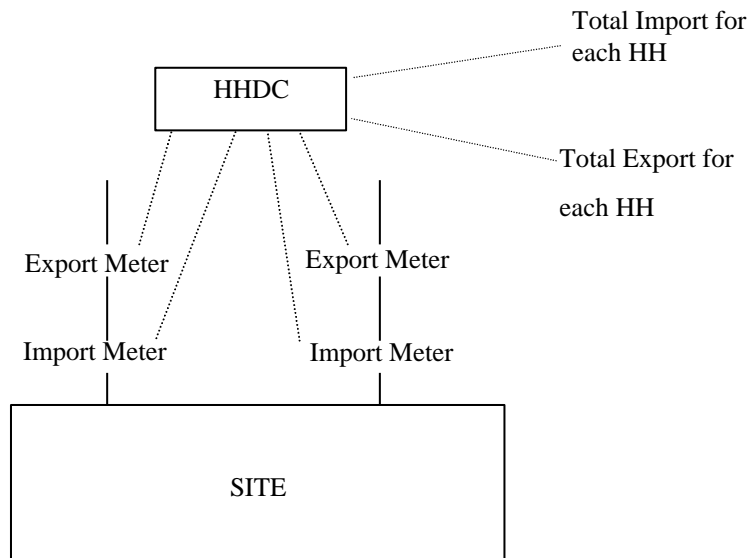 Total Import for
each HH
HHDC
Total Export for
each HH
Export Meter
Export Meter
Import Meter
Import Meter
SITE